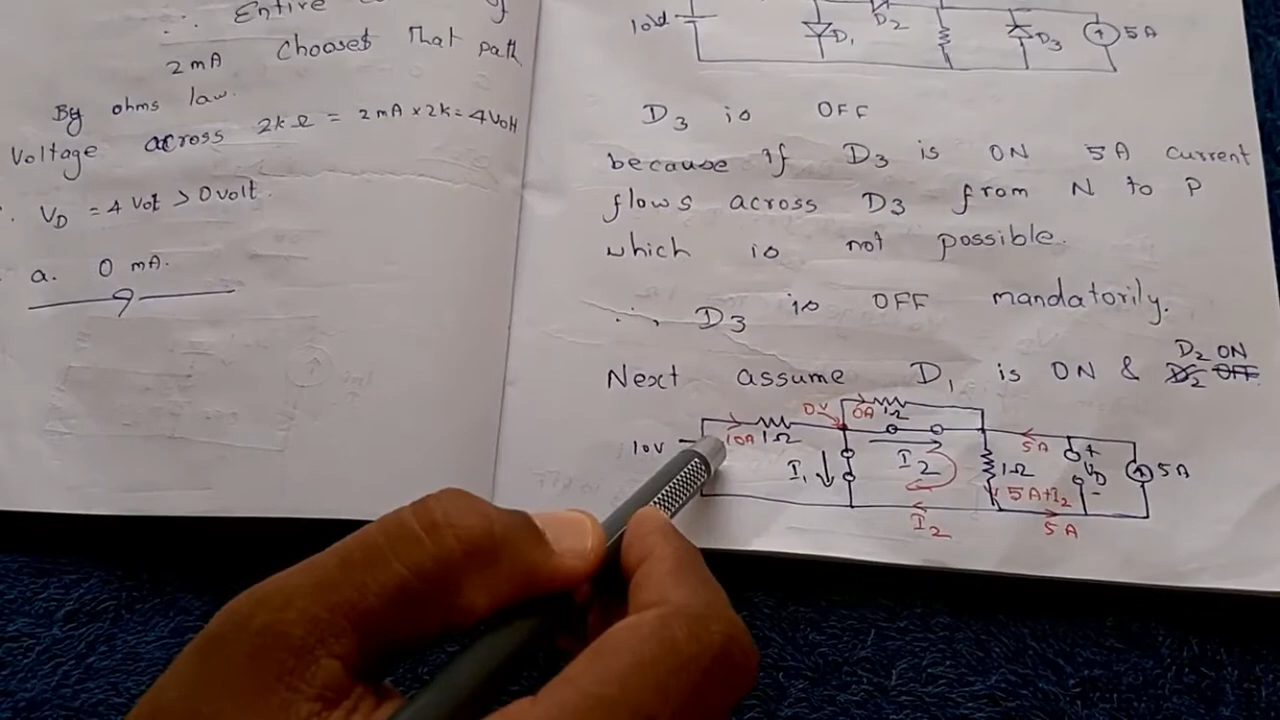 ∴ Entire
2mA Chooses That path
By ohms law.
Voltage across 2kΩ = 2mA × 2k = 4Volt
∴ VD = 4 Volt > 0 volt.
a. 0 mA.
10V
D1
D2
D3
5A
D3 is OFF
because if D3 is ON 5A current
flows across D3 from N to P
which is not possible.
∴ D3 is OFF mandatorily.
Next assume D1 is ON & D2 ON
D2 OFF
0V 0A 1Ω
10V 10A 1Ω
I1 I2
5A
1Ω
+ VD -
5A
5A+I2
I2
5A